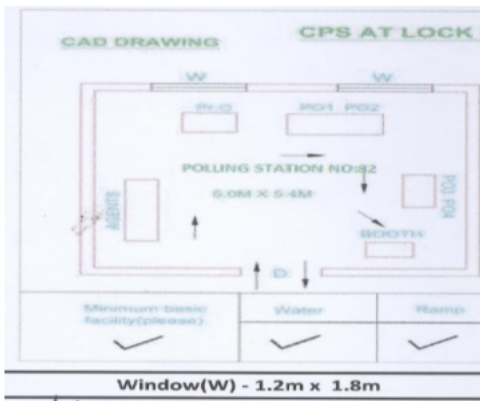 CAD DRAWING
CPS AT LOCK
W
W
Pr.O
PO1 PO2
POLLING STATION NO:82
6.0M X 5.4M
AGENTS
PO3 PO4
BOOTH
D
Minimum basic
facility(please)
Water
Ramp
Window(W) - 1.2m x 1.8m